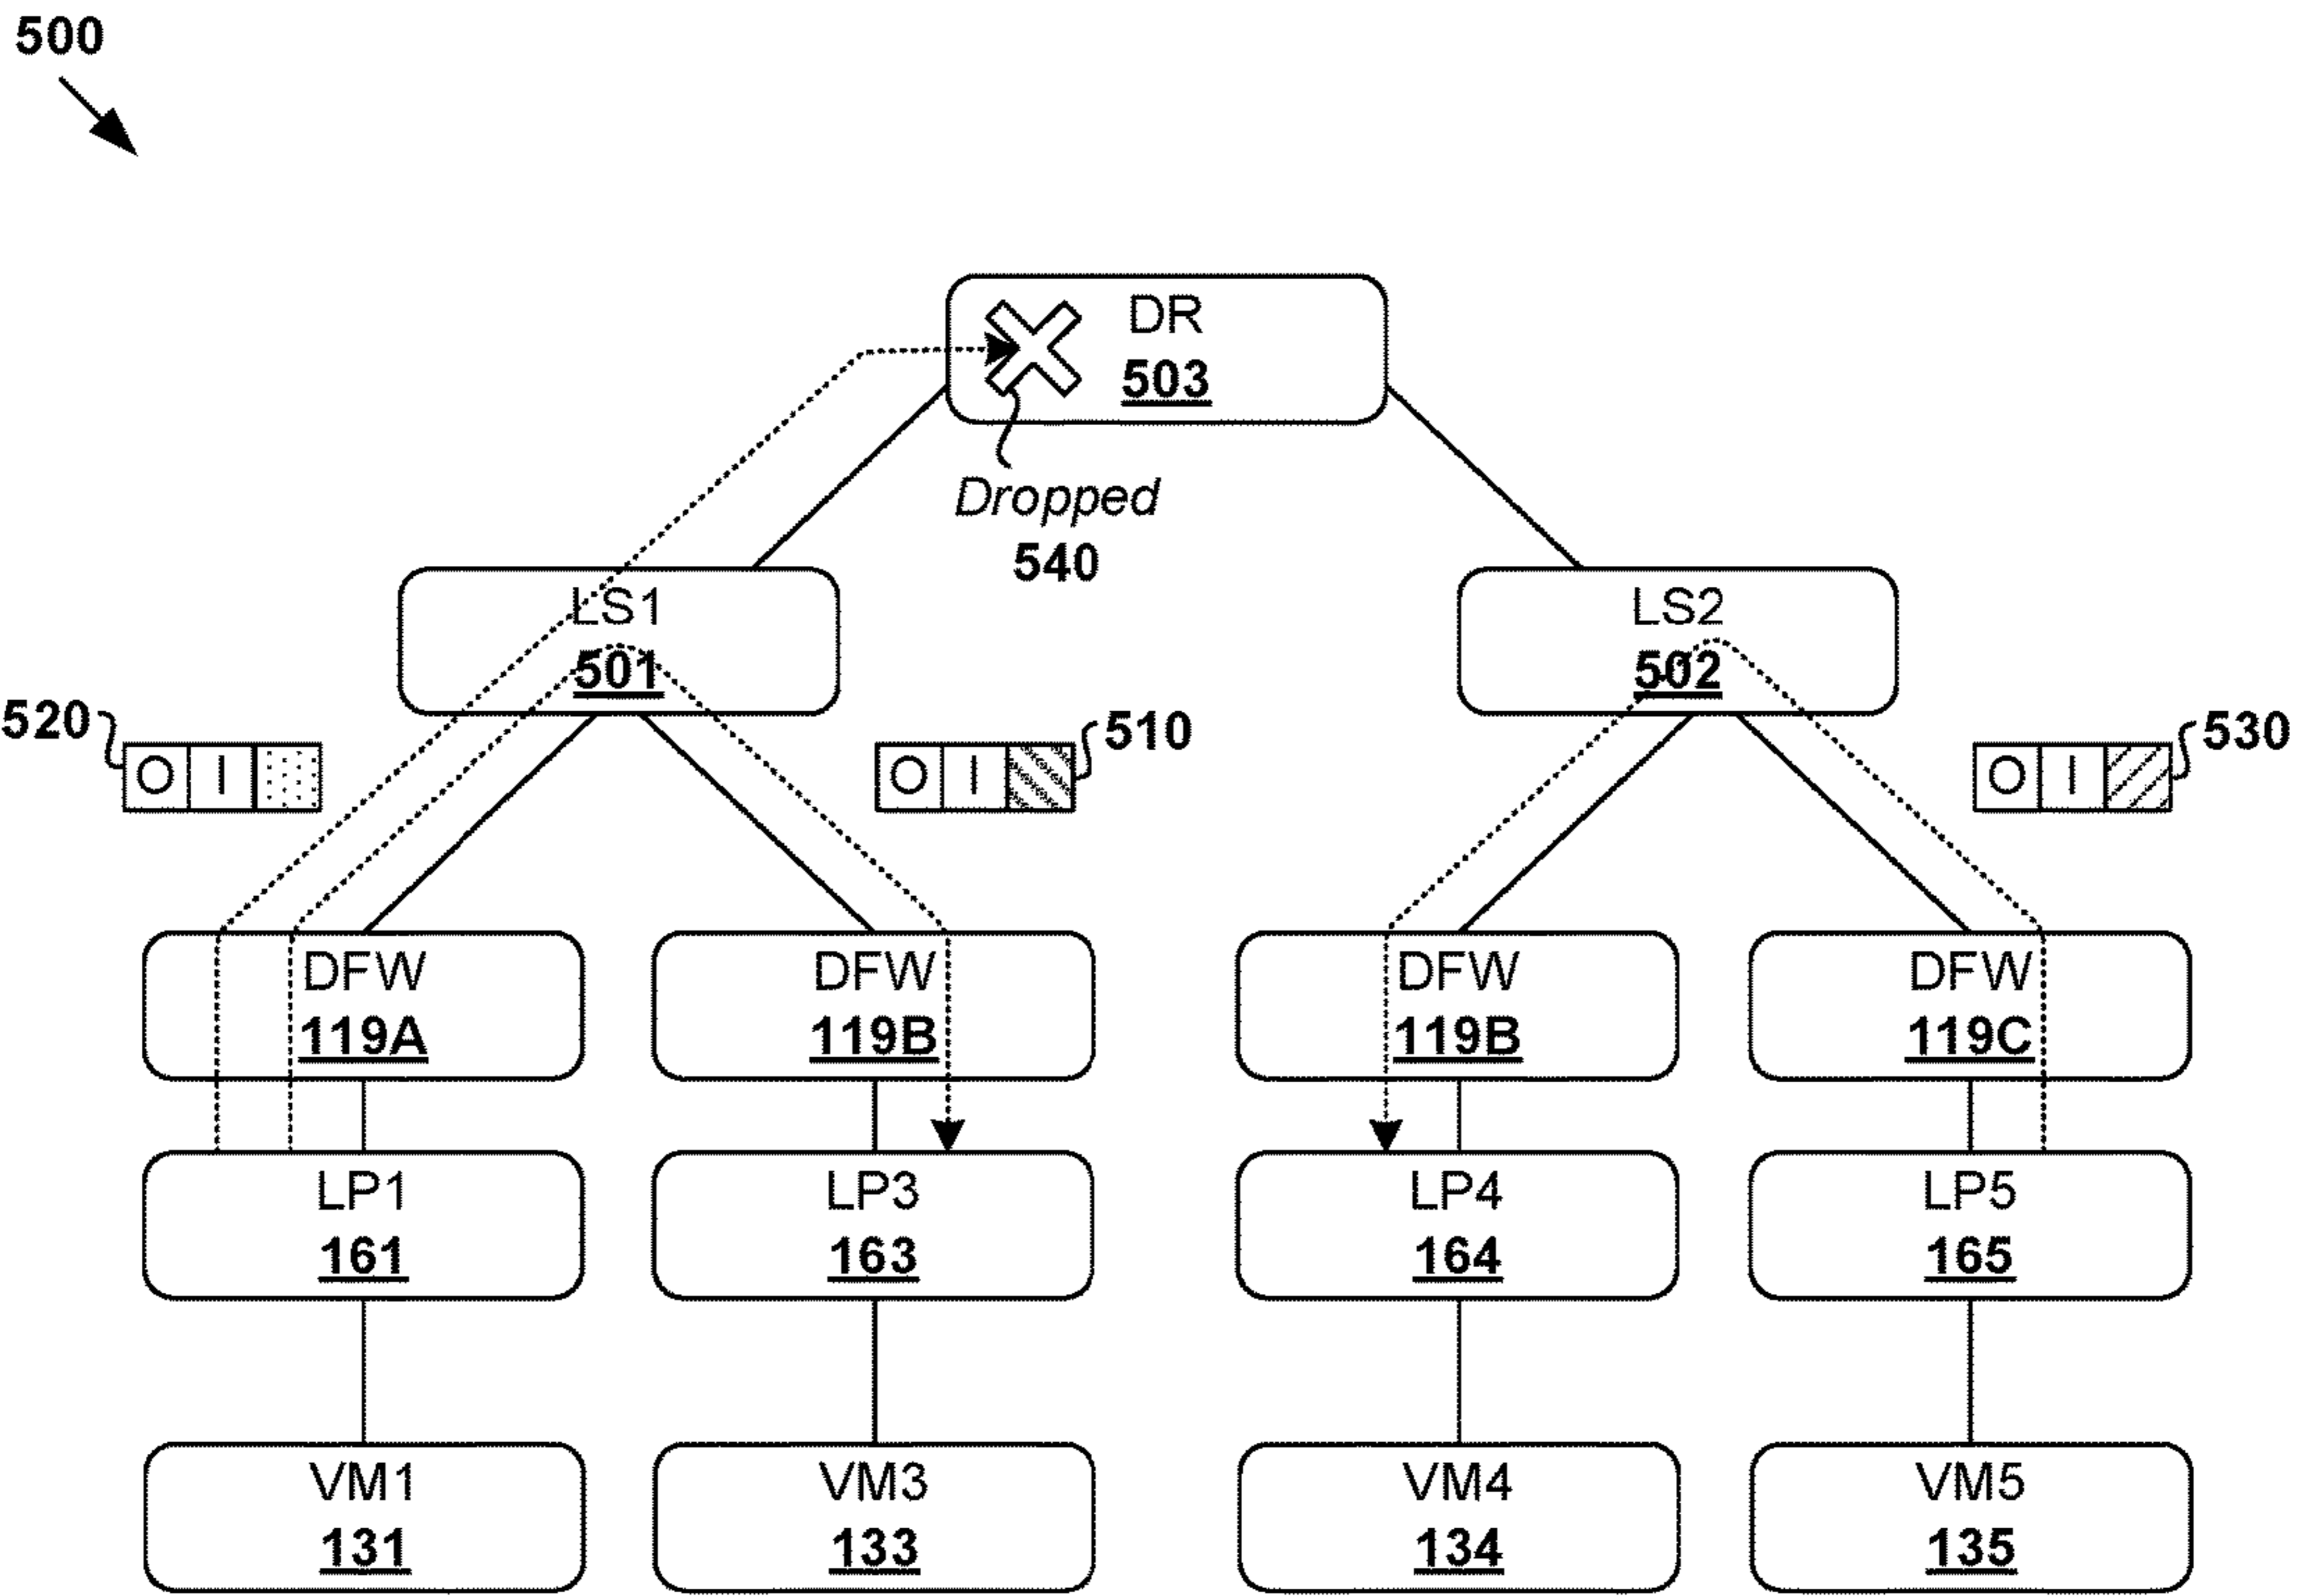 500
DR
503
Dropped
540
LS1
501
LS2
502
520
O I
O I
510
O I
530
DFW
119A
DFW
119B
DFW
119B
DFW
119C
LP1
161
LP3
163
LP4
164
LP5
165
VM1
131
VM3
133
VM4
134
VM5
135